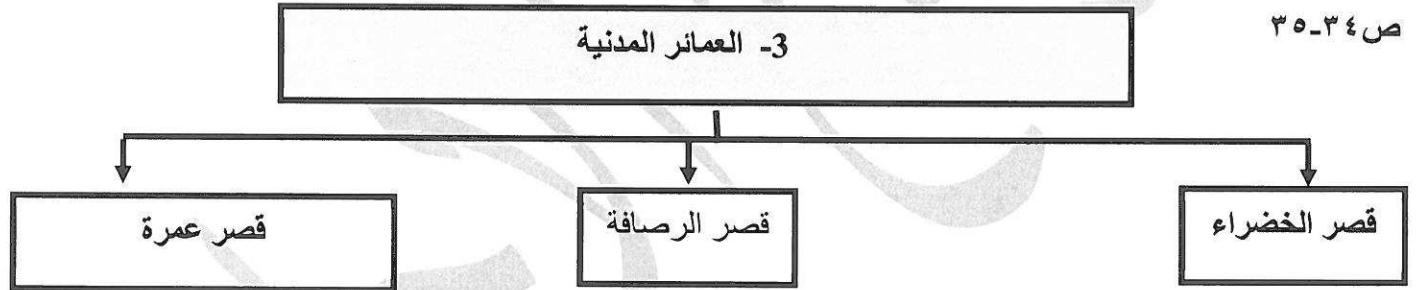 ص٣٤-٣٥
3- العمائر المدنية
قصر الخضراء
قصر الرصافة
قصر عمرة